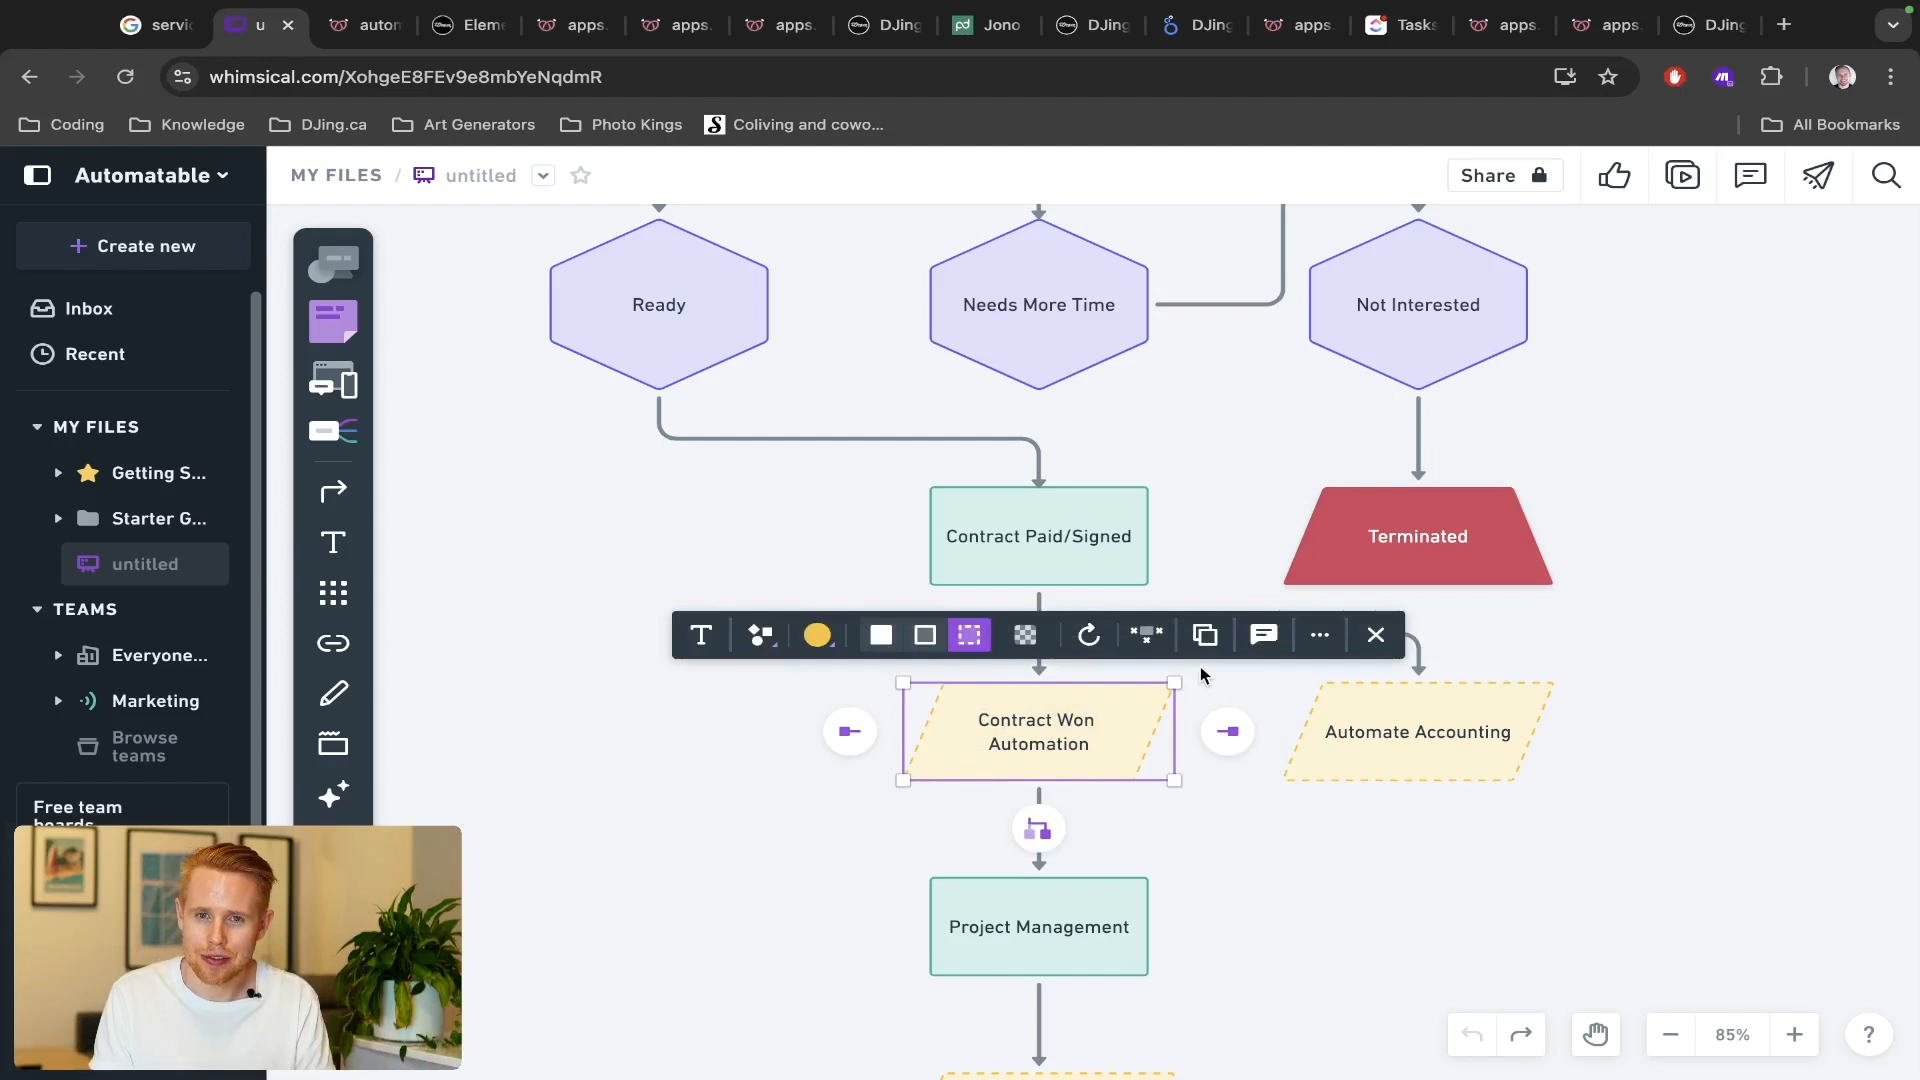 servic
u
autom
Eleme
apps.
apps.
apps.
DJing
Jono
DJing
DJing
apps.
Tasks
apps.
apps.
DJing
whimsical.com/XohgeE8FEv9e8mbYeNqdmR
Coding
Knowledge
DJing.ca
Art Generators
Photo Kings
Coliving and cowo...
All Bookmarks
Automatable
MY FILES / untitled
Share
+ Create new
Inbox
Recent
MY FILES
Getting S...
Starter G...
untitled
TEAMS
Everyone...
Marketing
Browse
teams
Free team
boards
Ready
Needs More Time
Not Interested
Contract Paid/Signed
Terminated
Contract Won
Automation
Automate Accounting
Project Management
85%
?